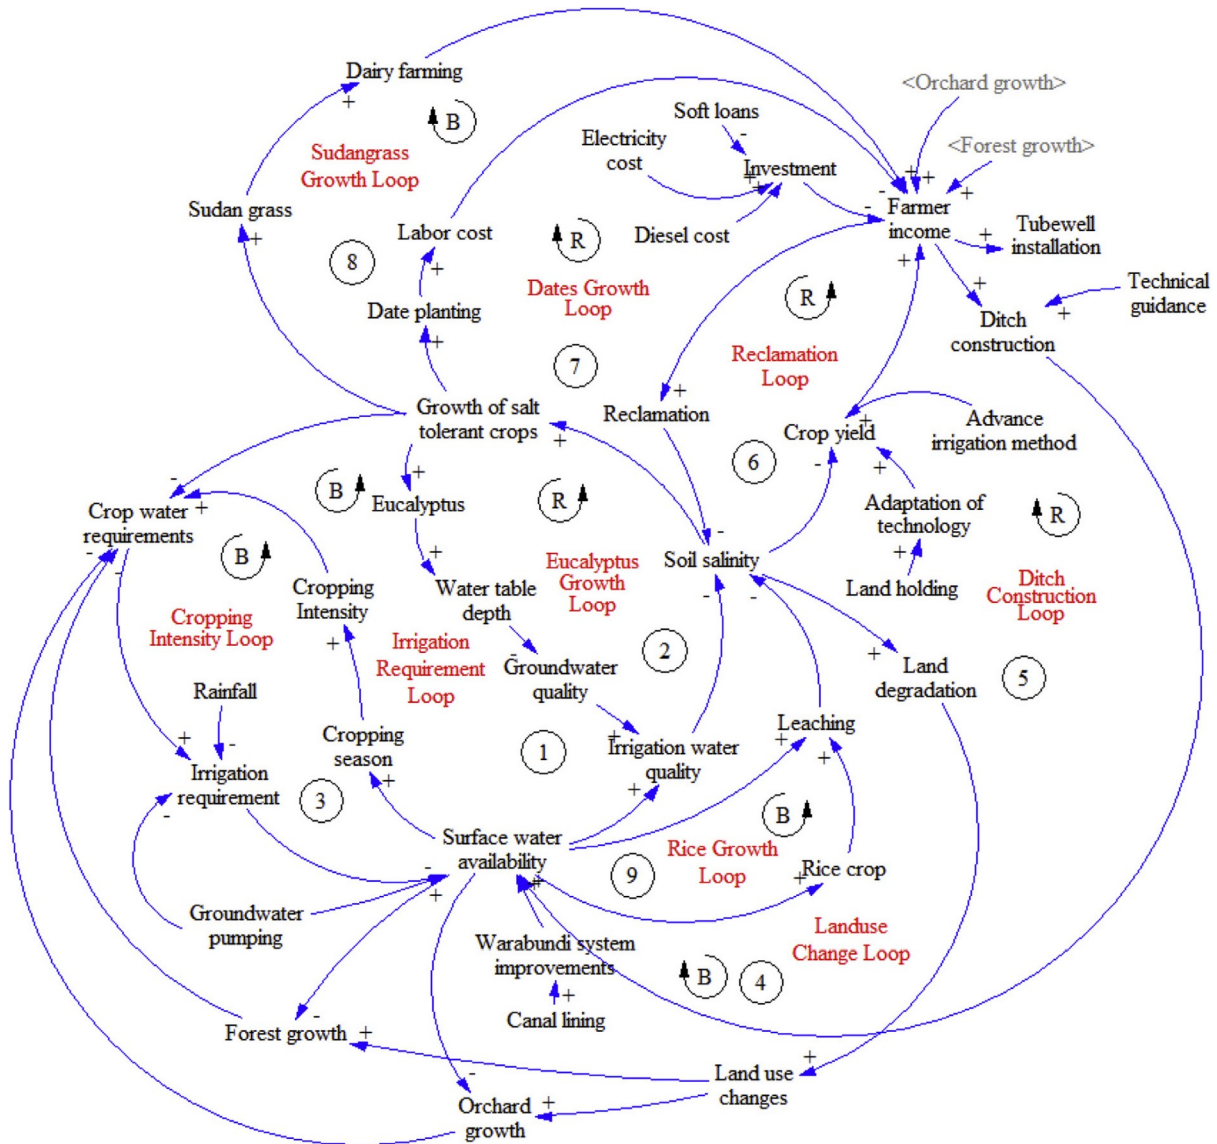 Dairy farming
+
B
Sudangrass
Growth Loop
Sudan grass
+
8
Labor cost
+
Date planting
+
R
Dates Growth
Loop
7
Soft loans
-
Electricity
cost
Investment
+
+
Diesel cost
<Orchard growth>
<Forest growth>
+
+
+
-
-
Farmer
income
+
+
Tubewell
installation
+
Technical
guidance
+
Ditch
construction
R
Reclamation
Loop
+
Reclamation
Growth of salt
tolerant crops
+
Crop yield
+
-
+
Advance
irrigation method
6
Adaptation of
technology
+
Land holding
R
Ditch
Construction
Loop
5
-
Crop water
requirements
+
-
-
B
B
+
Eucalyptus
+
R
Eucalyptus
Growth
Loop
Water table
depth
-
Groundwater
quality
2
-
Soil salinity
-
-
+
Land
degradation
Cropping
Intensity
+
Cropping
Intensity Loop
Irrigation
Requirement
Loop
Rainfall
+
-
Irrigation
requirement
-
3
Cropping
season
+
1
+
Irrigation water
quality
+
Leaching
+
+
B
Rice Growth
Loop
9
+
Rice crop
Surface water
availability
-
+
+
+
Groundwater
pumping
Warabundi system
improvements
+
Canal lining
B
4
Landuse
Change Loop
-
Forest growth
+
+
Land use
changes
-
+
Orchard
growth